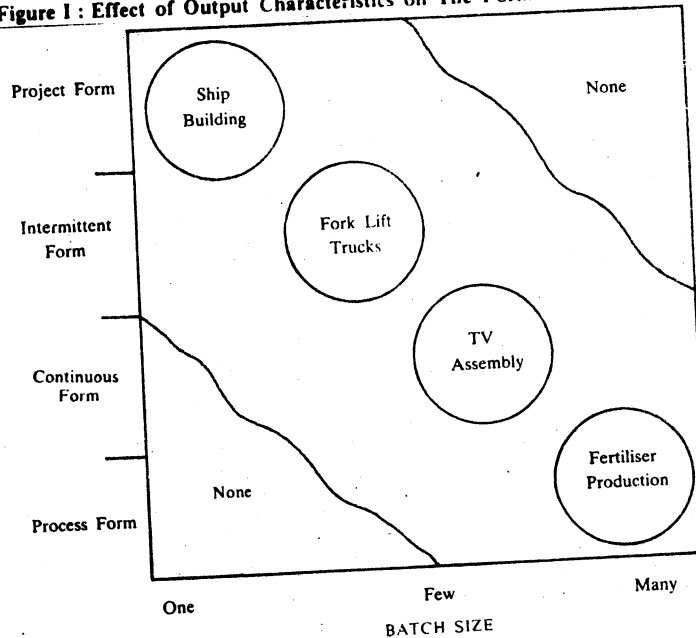 Figure I : Effect of Output Characteristics on The
Project Form
Ship
Building
None
Intermittent
Form
Fork Lift
Trucks
TV
Assembly
Continuous
Form
Fertiliser
Production
None
Process Form
One
Few
Many
BATCH SIZE